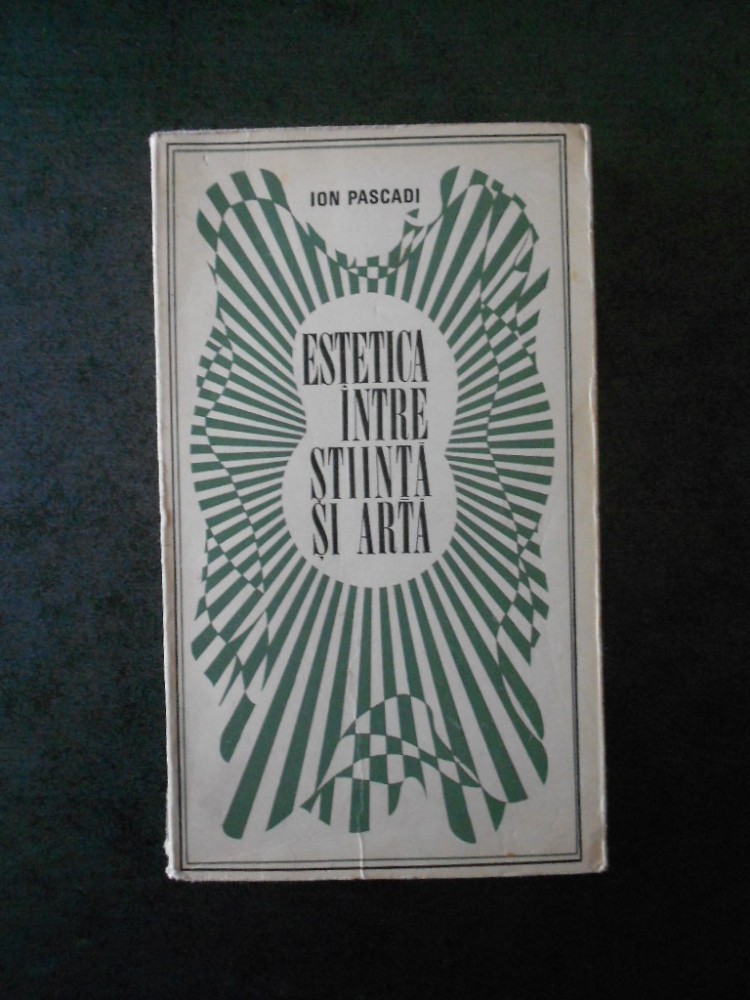 ION PASCADI
ESTETICA
ÎNTRE
ȘTIINȚĂ
ȘI ARTĂ